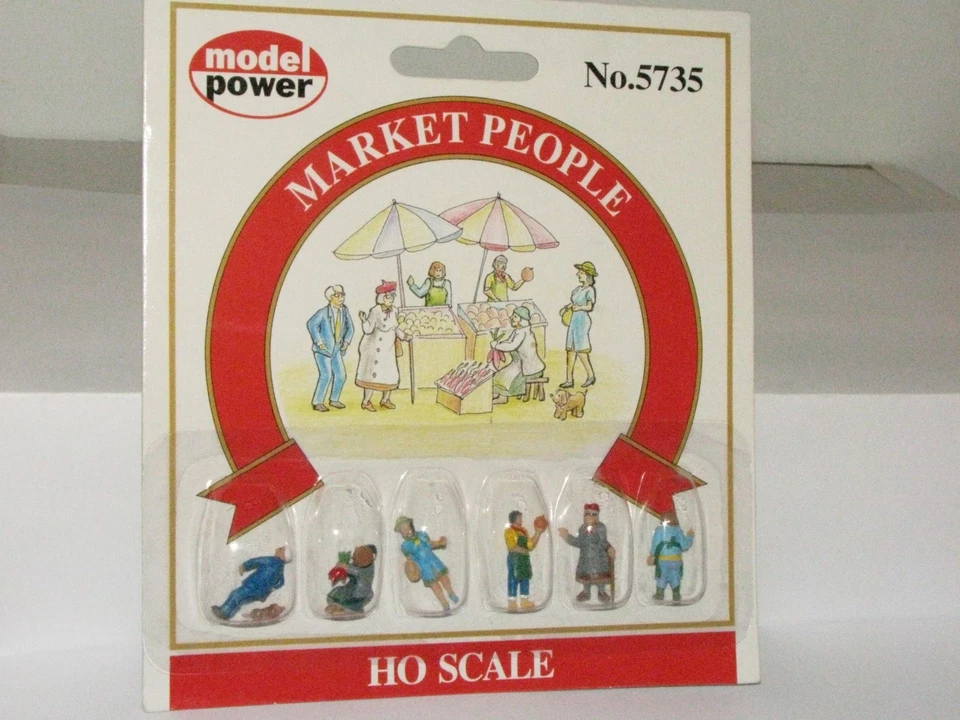 model
power
No.5735
MARKET PEOPLE
HO SCALE